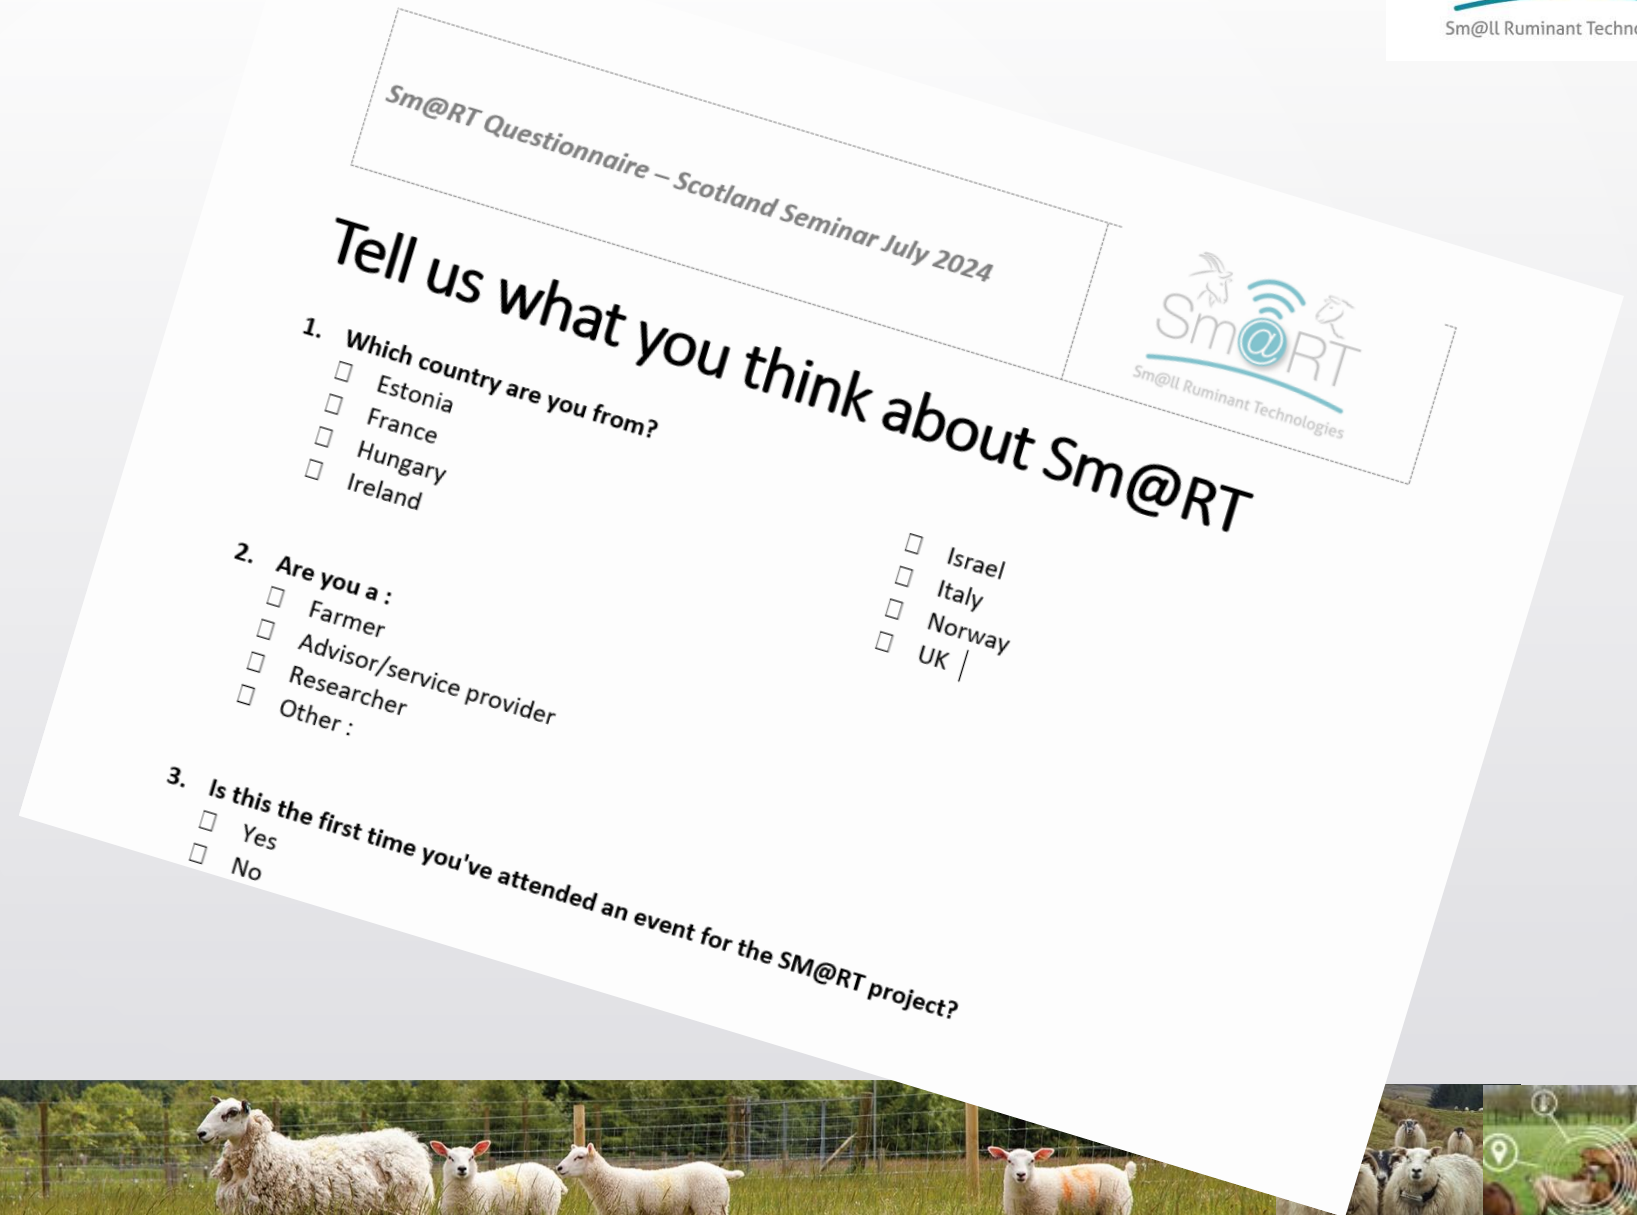 Sm@ll Ruminant Techno
Sm@RT Questionnaire – Scotland Seminar July 2024
Sm@RT
Sm@ll Ruminant Technologies
Tell us what you think about Sm@RT
1. Which country are you from?
Estonia
France
Hungary
Ireland
Israel
Italy
Norway
UK
2. Are you a :
Farmer
Advisor/service provider
Researcher
Other :
3. Is this the first time you've attended an event for the SM@RT project?
Yes
No